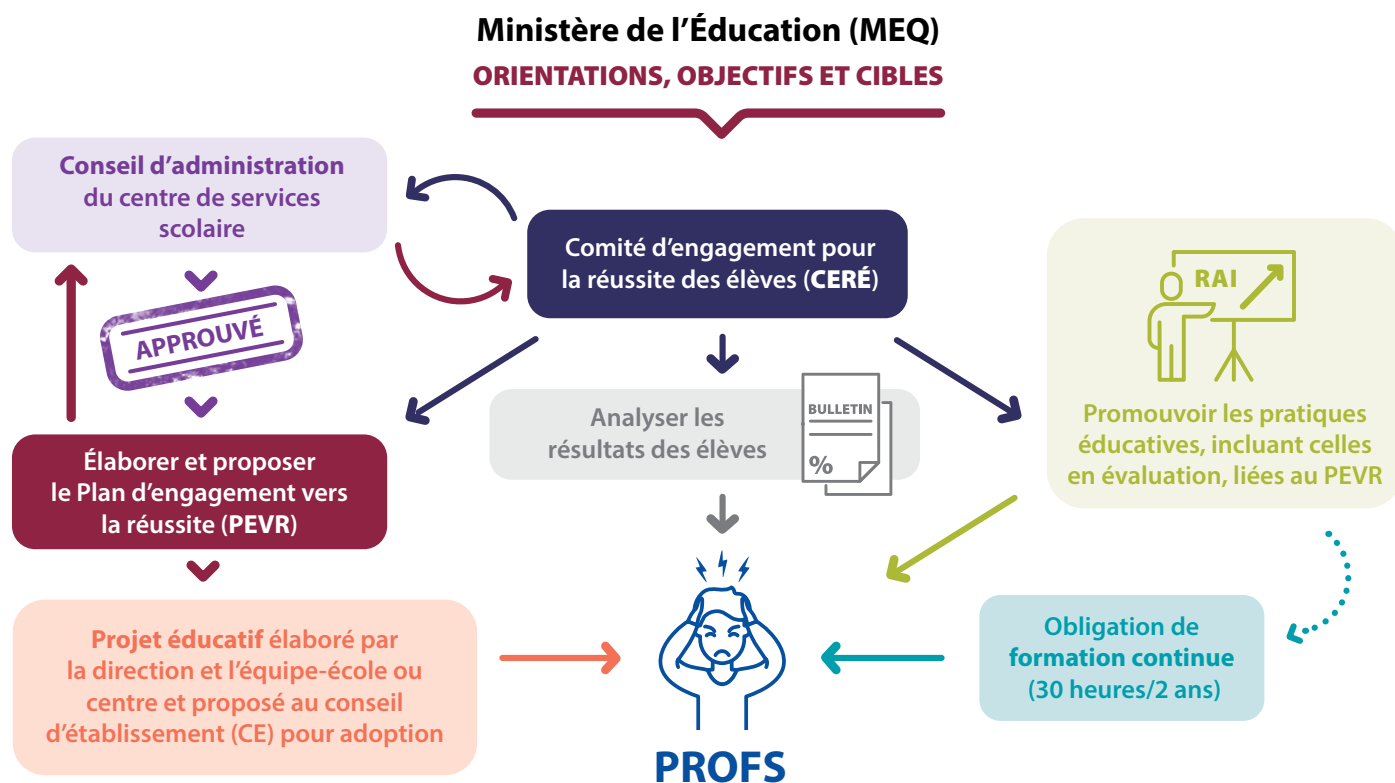 Ministère de l’Éducation (MEQ)
ORIENTATIONS, OBJECTIFS ET CIBLES
Conseil d’administration
du centre de services
scolaire
Comité d’engagement pour
la réussite des élèves (CERÉ)
RAI
Promouvoir les pratiques
éducatives, incluant celles
en évaluation, liées au PEVR
APPROUVÉ
Analyser les
résultats des élèves
BULLETIN
%
Élaborer et proposer
le Plan d’engagement vers
la réussite (PEVR)
Projet éducatif élaboré par
la direction et l’équipe-école ou
centre et proposé au conseil
d’établissement (CE) pour adoption
Obligation de
formation continue
(30 heures/2 ans)
PROFS